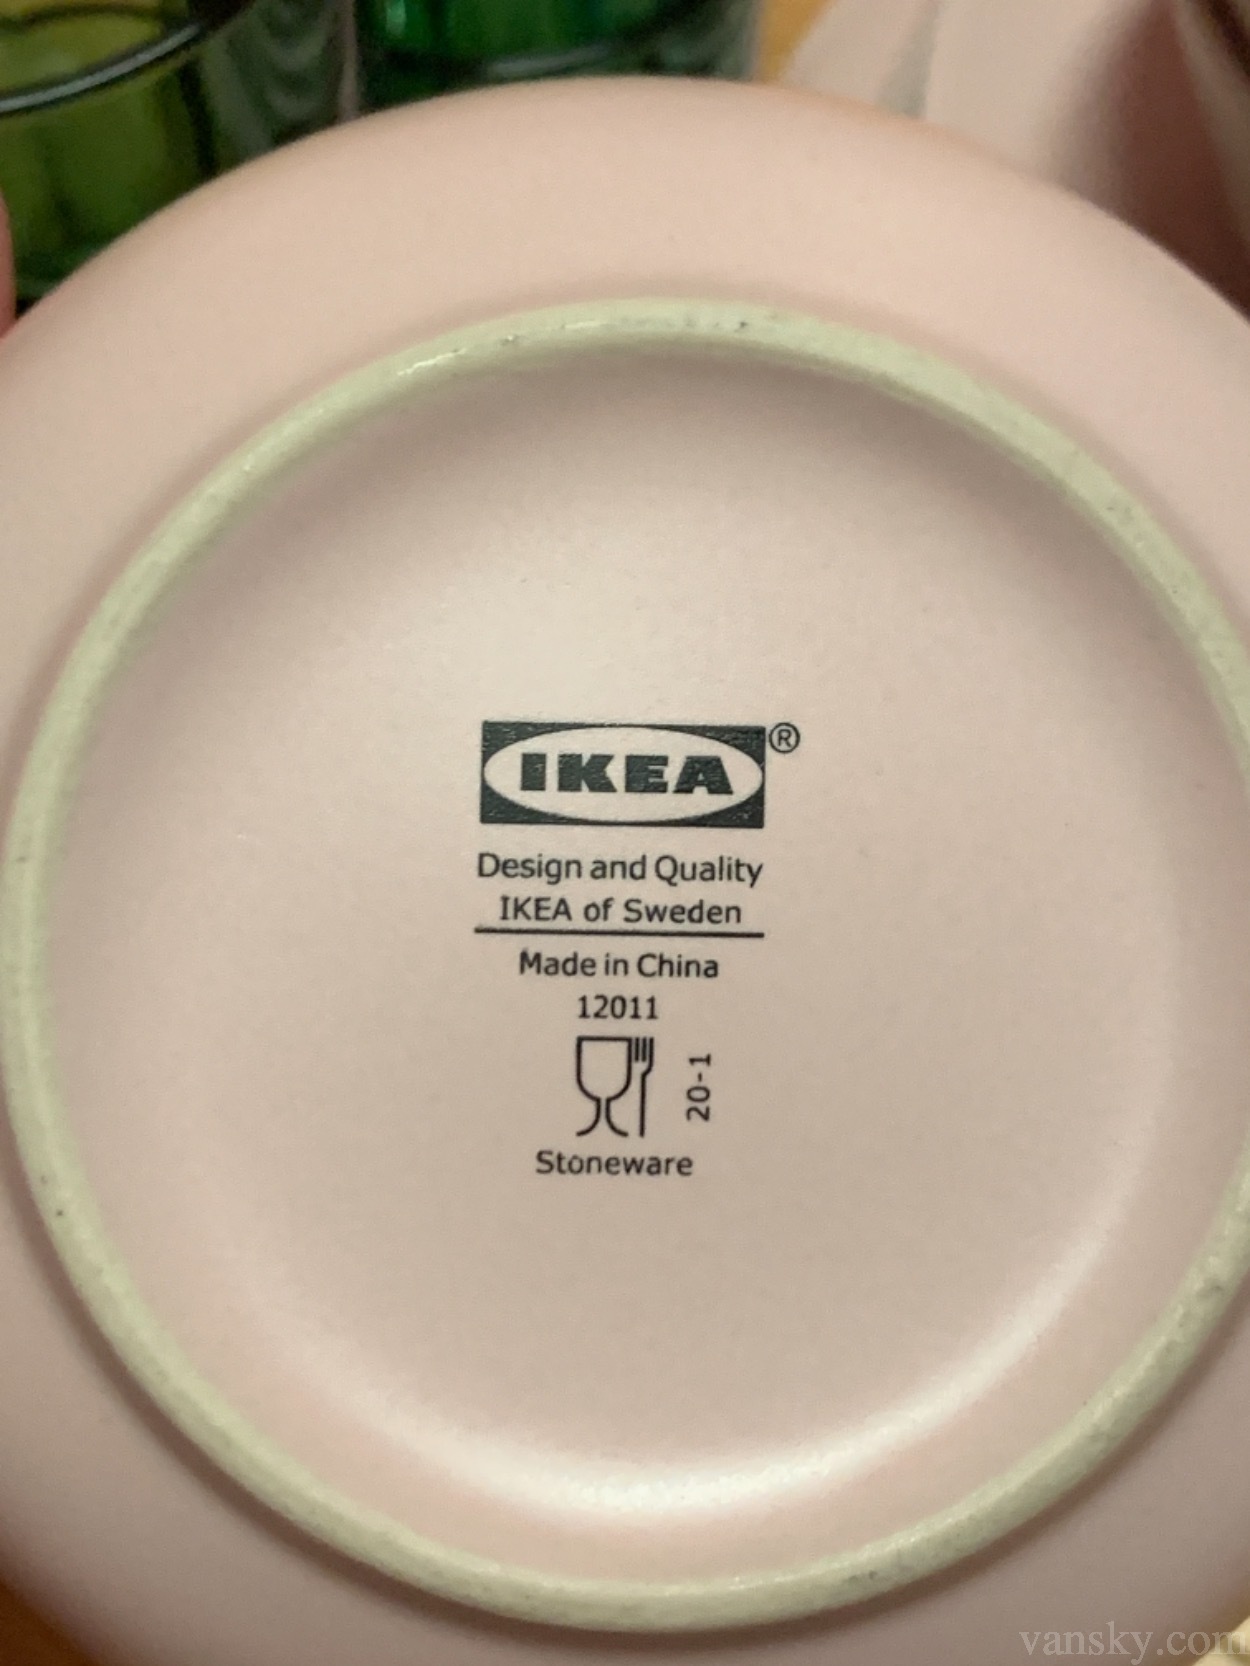 IKEA®
Design and Quality
IKEA of Sweden
Made in China
12011
20-1
Stoneware
vansky.com